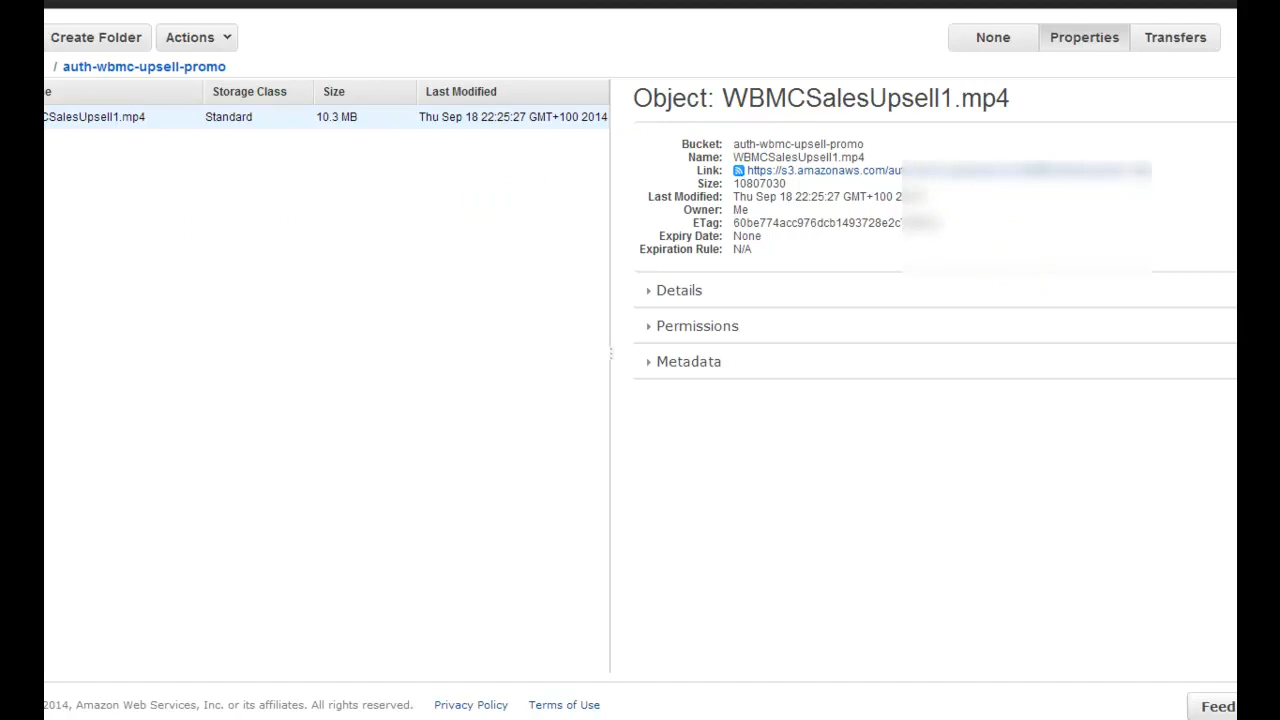 Create Folder Actions None Properties Transfers
/ auth-wbmc-upsell-promo
e Storage Class Size Last Modified
CSalesUpsell1.mp4 Standard 10.3 MB Thu Sep 18 22:25:27 GMT+100 2014
Object: WBMCSalesUpsell1.mp4
Bucket: auth-wbmc-upsell-promo
Name: WBMCSalesUpsell1.mp4
Link: https://s3.amazonaws.com/aut
Size: 10807030
Last Modified: Thu Sep 18 22:25:27 GMT+100 2
Owner: Me
ETag: 60be774acc976dcb1493728e2c
Expiry Date: None
Expiration Rule: N/A
Details
Permissions
Metadata
2014, Amazon Web Services, Inc. or its affiliates. All rights reserved. Privacy Policy Terms of Use Feed